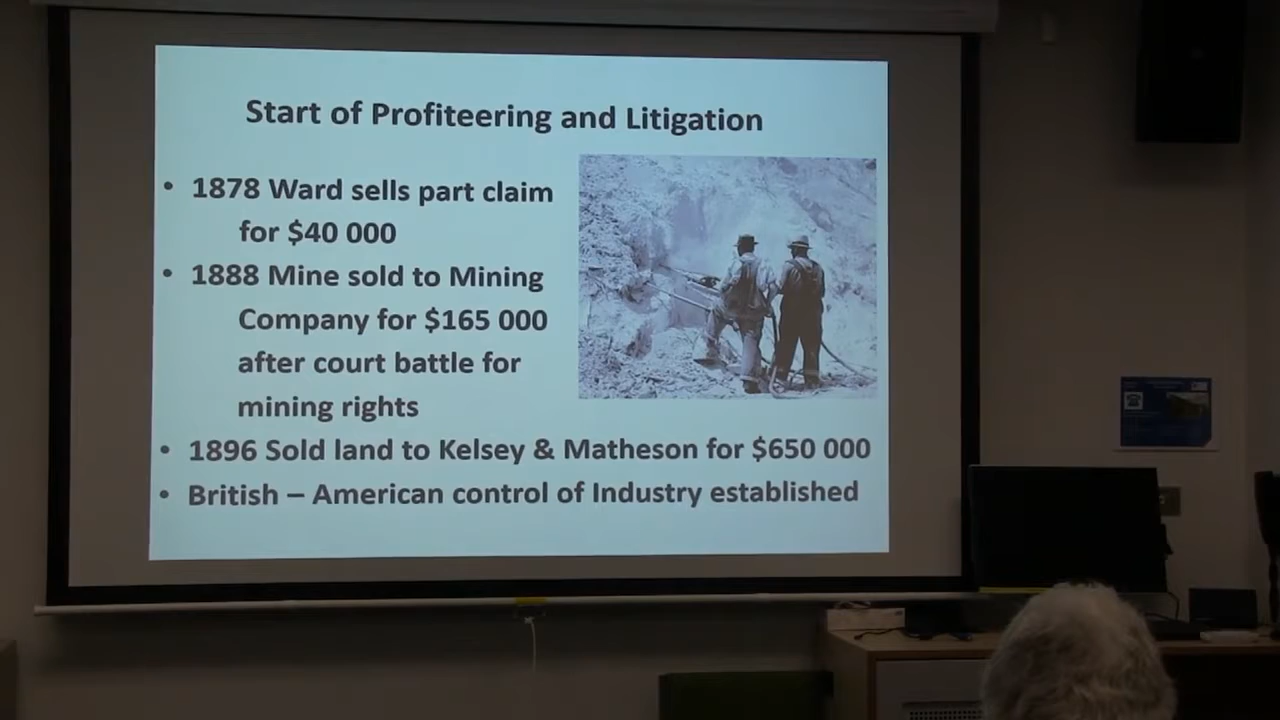 Start of Profiteering and Litigation
• 1878 Ward sells part claim
for $40 000
• 1888 Mine sold to Mining
Company for $165 000
after court battle for
mining rights
• 1896 Sold land to Kelsey & Matheson for $650 000
• British – American control of Industry established